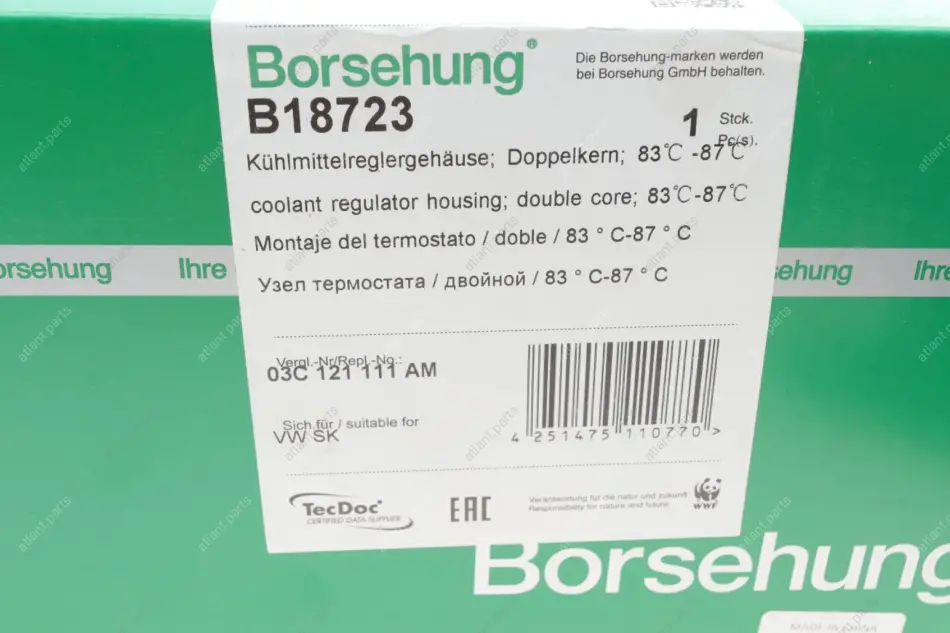 Borsehung®
Die Borsehung-marken werden
bei Borsehung GmbH behalten.
B18723
1 Stck.
Pc(s).
Kühlmittelreglergehäuse; Doppelkern; 83℃ -87℃
coolant regulator housing; double core; 83℃-87℃
Montaje del termostato / doble / 83 ° C-87 ° C
Узел термостата / двойной / 83 ° C-87 ° C
orsehung Ihre
sehung Ihre
Vergl.-Nr/Repl.-No.:
03C 121 111 AM
Sich für / suitable for
VW SK
4 251475 110770 >
TecDoc®
CERTIFIED DATA SUPPLIER
EAC
Verantwortung für die natur und zukunft
Responsibility for nature and future.
WWF
Borsehung
atlant.parts